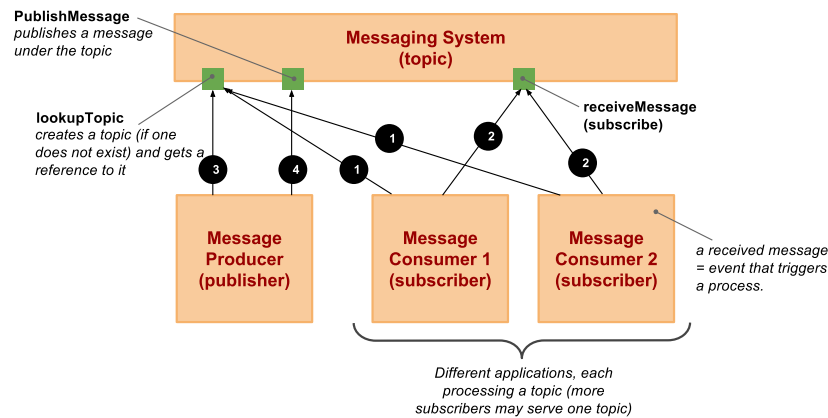 PublishMessage
publishes a message
under the topic
Messaging System
(topic)
lookupTopic
creates a topic (if one
does not exist) and gets a
reference to it
receiveMessage
(subscribe)
1
2
1
2
3
4
1
Message
Producer
(publisher)
Message
Consumer 1
(subscriber)
Message
Consumer 2
(subscriber)
a received message
= event that triggers
a process.
Different applications, each
processing a topic (more
subscribers may serve one topic)